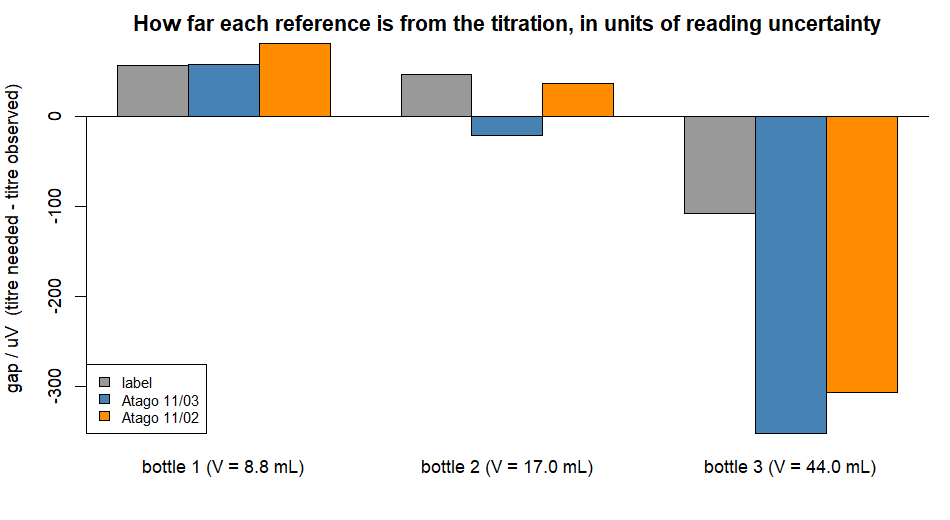 How far each reference is from the titration, in units of reading uncertainty
gap / uV  (titre needed - titre observed)
0
-100
-200
-300
label
Atago 11/03
Atago 11/02
bottle 1 (V = 8.8 mL)
bottle 2 (V = 17.0 mL)
bottle 3 (V = 44.0 mL)